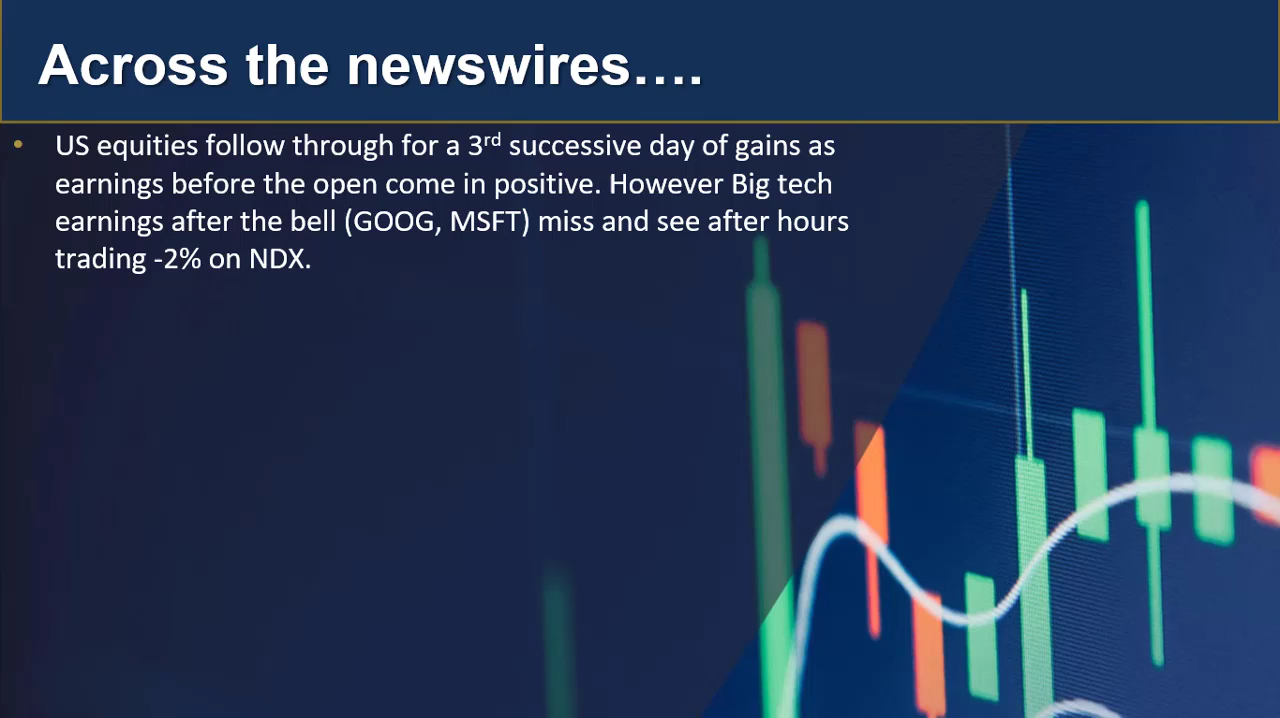 Across the newswires….
• US equities follow through for a 3rd successive day of gains as
earnings before the open come in positive. However Big tech
earnings after the bell (GOOG, MSFT) miss and see after hours
trading -2% on NDX.